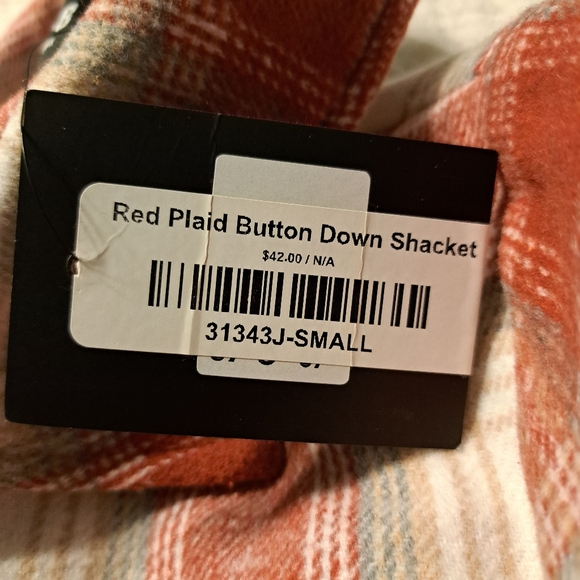 Red Plaid Button Down Shacket
$42.00 / N/A
31343J-SMALL